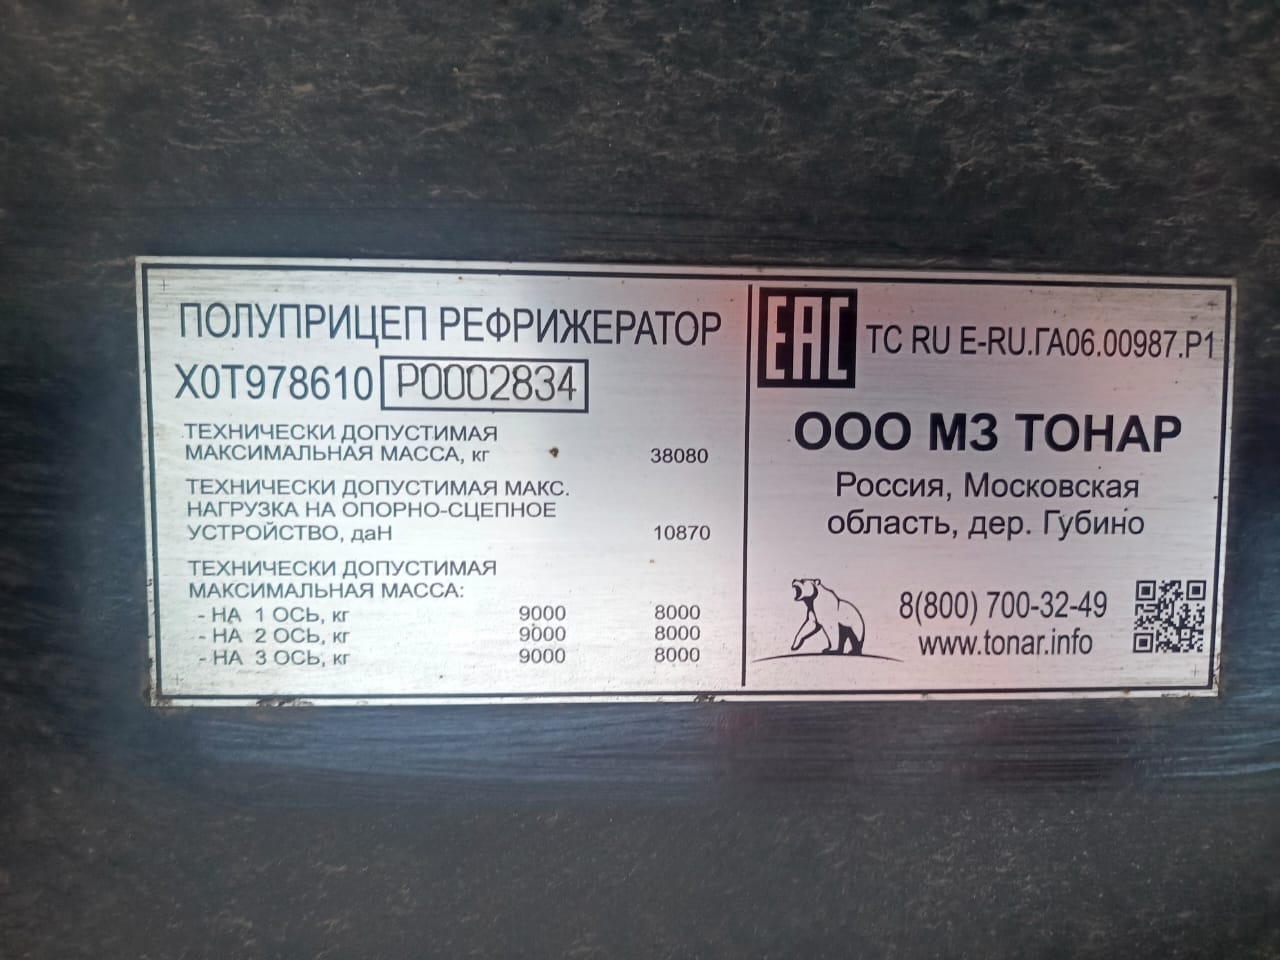 ПОЛУПРИЦЕП РЕФРИЖЕРАТОР
X0T978610 P0002834
ТЕХНИЧЕСКИ ДОПУСТИМАЯ
МАКСИМАЛЬНАЯ МАССА, кг 38080
ТЕХНИЧЕСКИ ДОПУСТИМАЯ МАКС.
НАГРУЗКА НА ОПОРНО-СЦЕПНОЕ
УСТРОЙСТВО, даН 10870
ТЕХНИЧЕСКИ ДОПУСТИМАЯ
МАКСИМАЛЬНАЯ МАССА:
- НА 1 ОСЬ, кг 9000 8000
- НА 2 ОСЬ, кг 9000 8000
- НА 3 ОСЬ, кг 9000 8000
EAC ТС RU E-RU.ГА06.00987.Р1
ООО МЗ ТОНАР
Россия, Московская
область, дер. Губино
8(800) 700-32-49
www.tonar.info